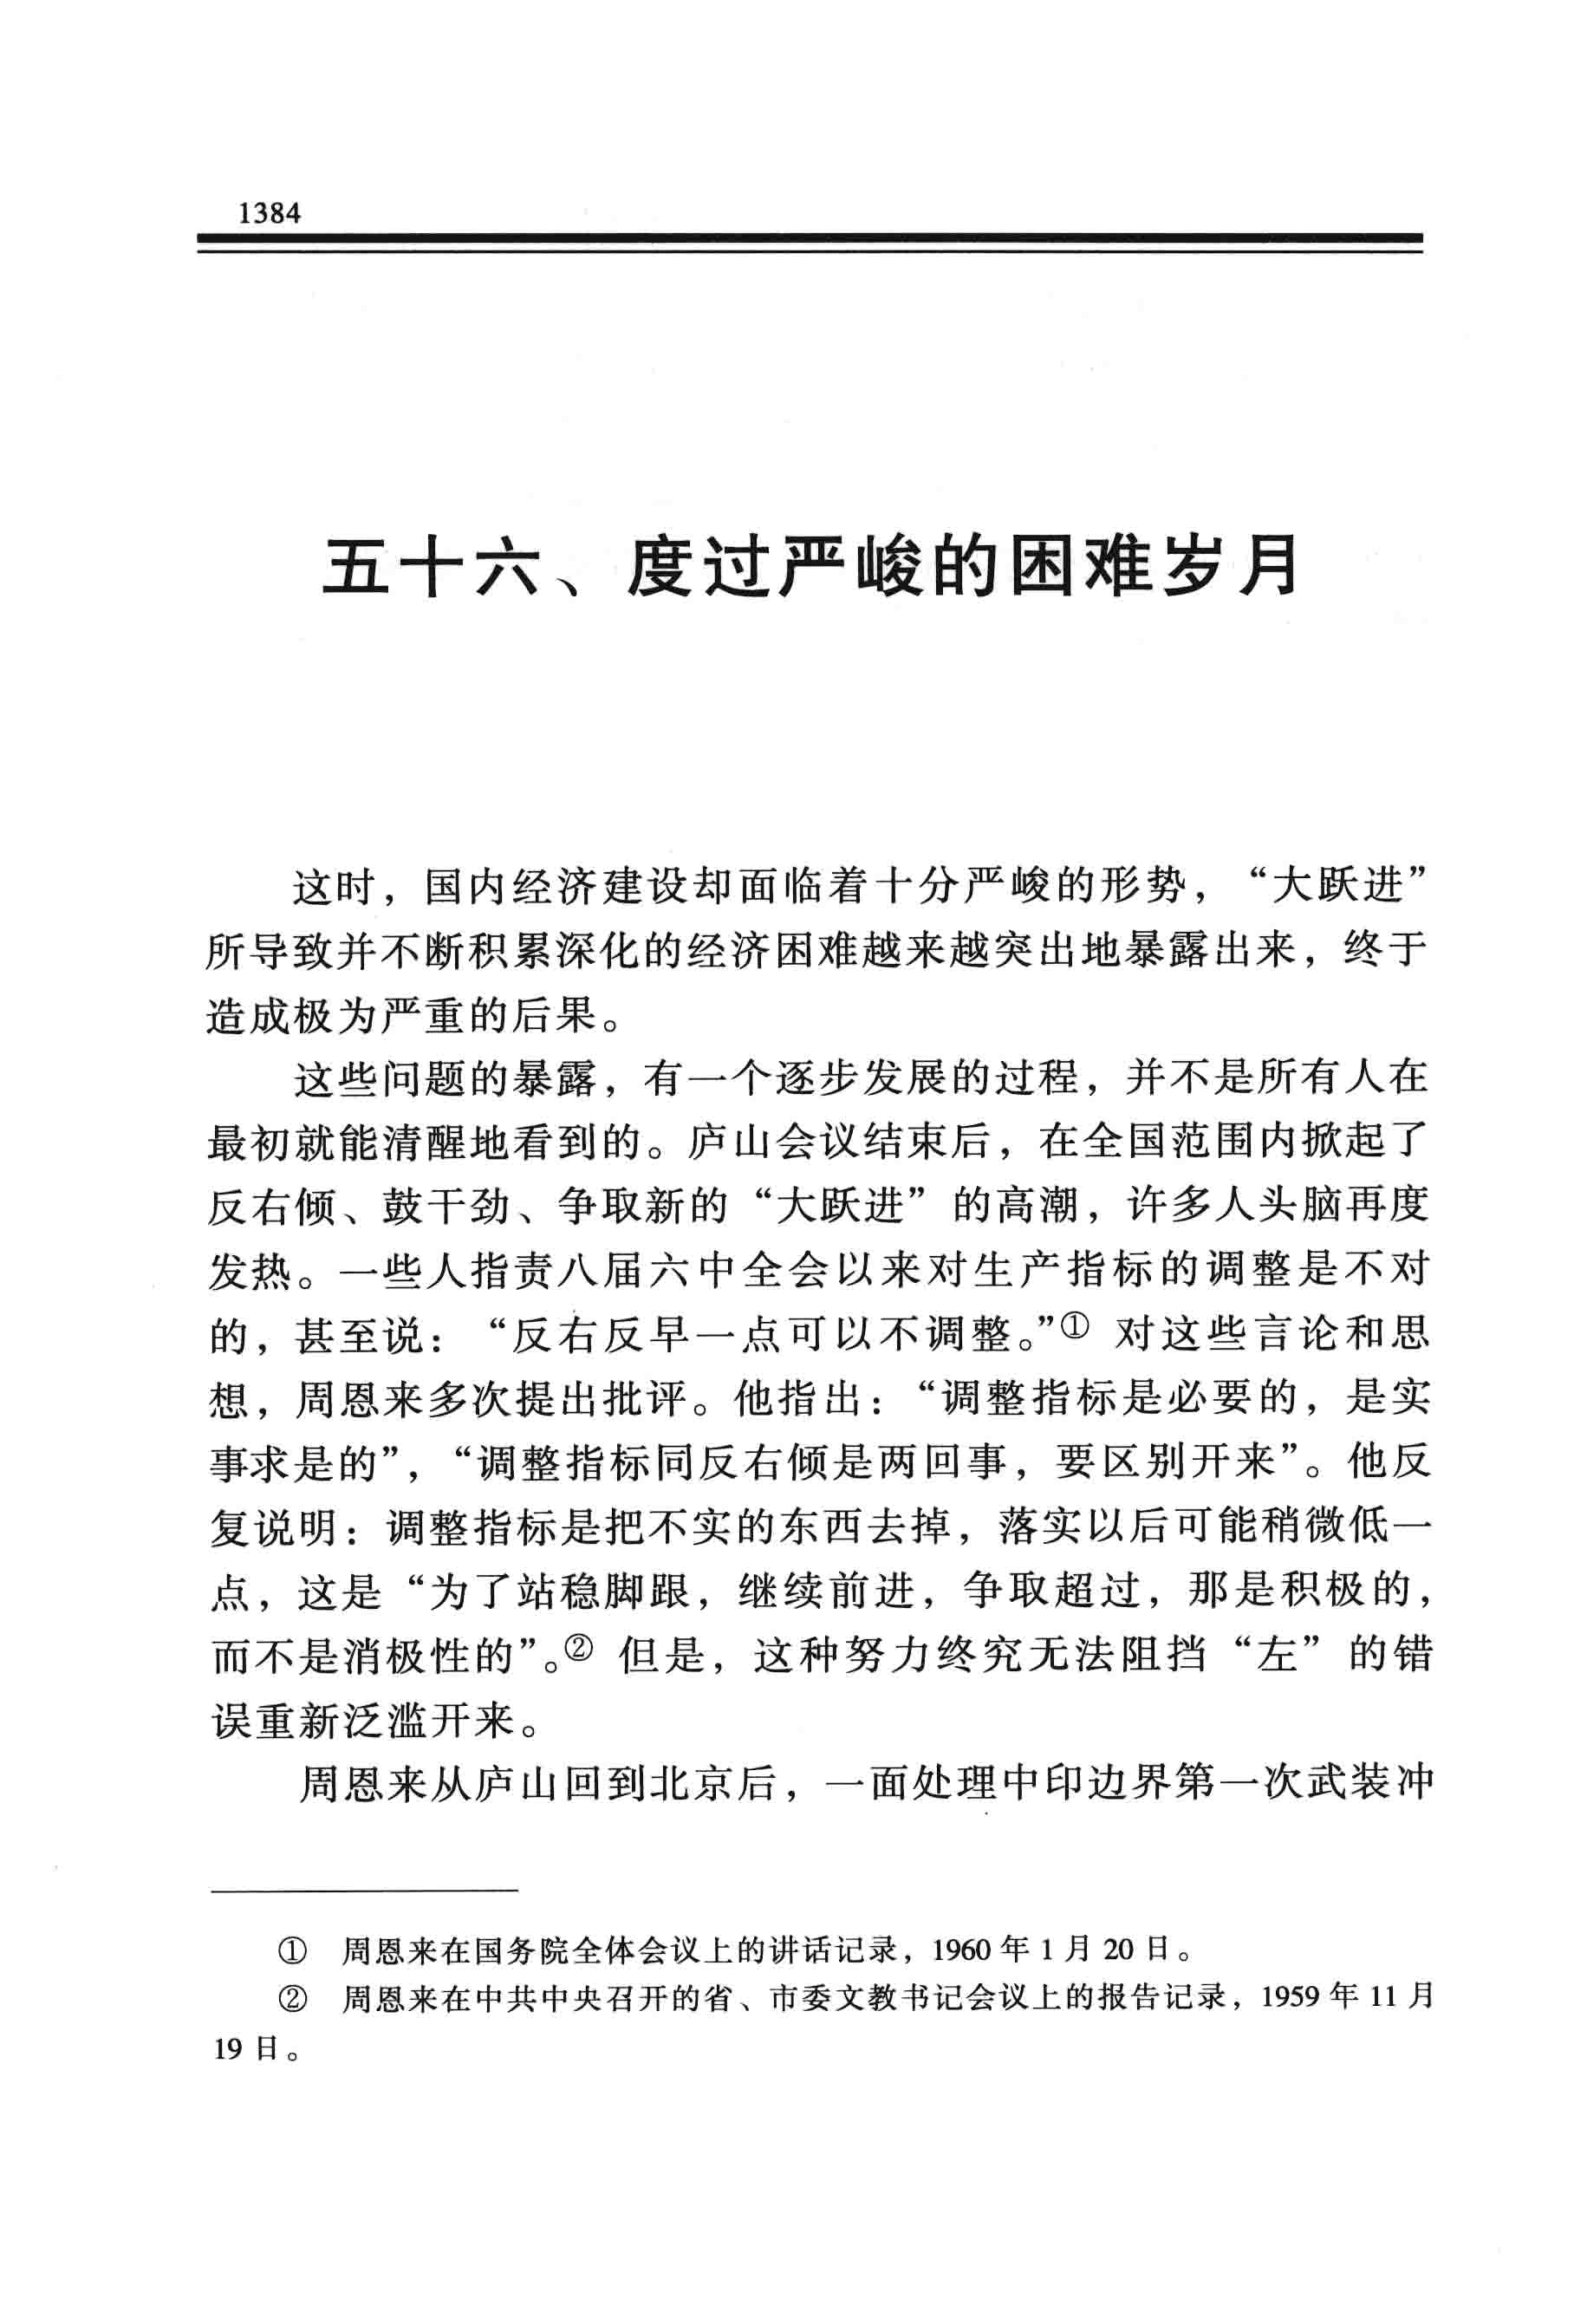 1384
五十六、度过严峻的困难岁月
这时，国内经济建设却面临着十分严峻的形势，“大跃进”
所导致并不断积累深化的经济困难越来越突出地暴露出来，终于
造成极为严重的后果。
这些问题的暴露，有一个逐步发展的过程，并不是所有人在
最初就能清醒地看到的。庐山会议结束后，在全国范围内掀起了
反右倾、鼓干劲、争取新的“大跃进”的高潮，许多人头脑再度
发热。一些人指责八届六中全会以来对生产指标的调整是不对
的，甚至说：“反右反早一点可以不调整。”① 对这些言论和思
想，周恩来多次提出批评。他指出：“调整指标是必要的，是实
事求是的”，“调整指标同反右倾是两回事，要区别开来”。他反
复说明：调整指标是把不实的东西去掉，落实以后可能稍微低一
点，这是“为了站稳脚跟，继续前进，争取超过，那是积极的，
而不是消极性的”。② 但是，这种努力终究无法阻挡“左”的错
误重新泛滥开来。
周恩来从庐山回到北京后，一面处理中印边界第一次武装冲
① 周恩来在国务院全体会议上的讲话记录，1960 年 1 月 20 日。
② 周恩来在中共中央召开的省、市委文教书记会议上的报告记录，1959 年 11 月
19 日。